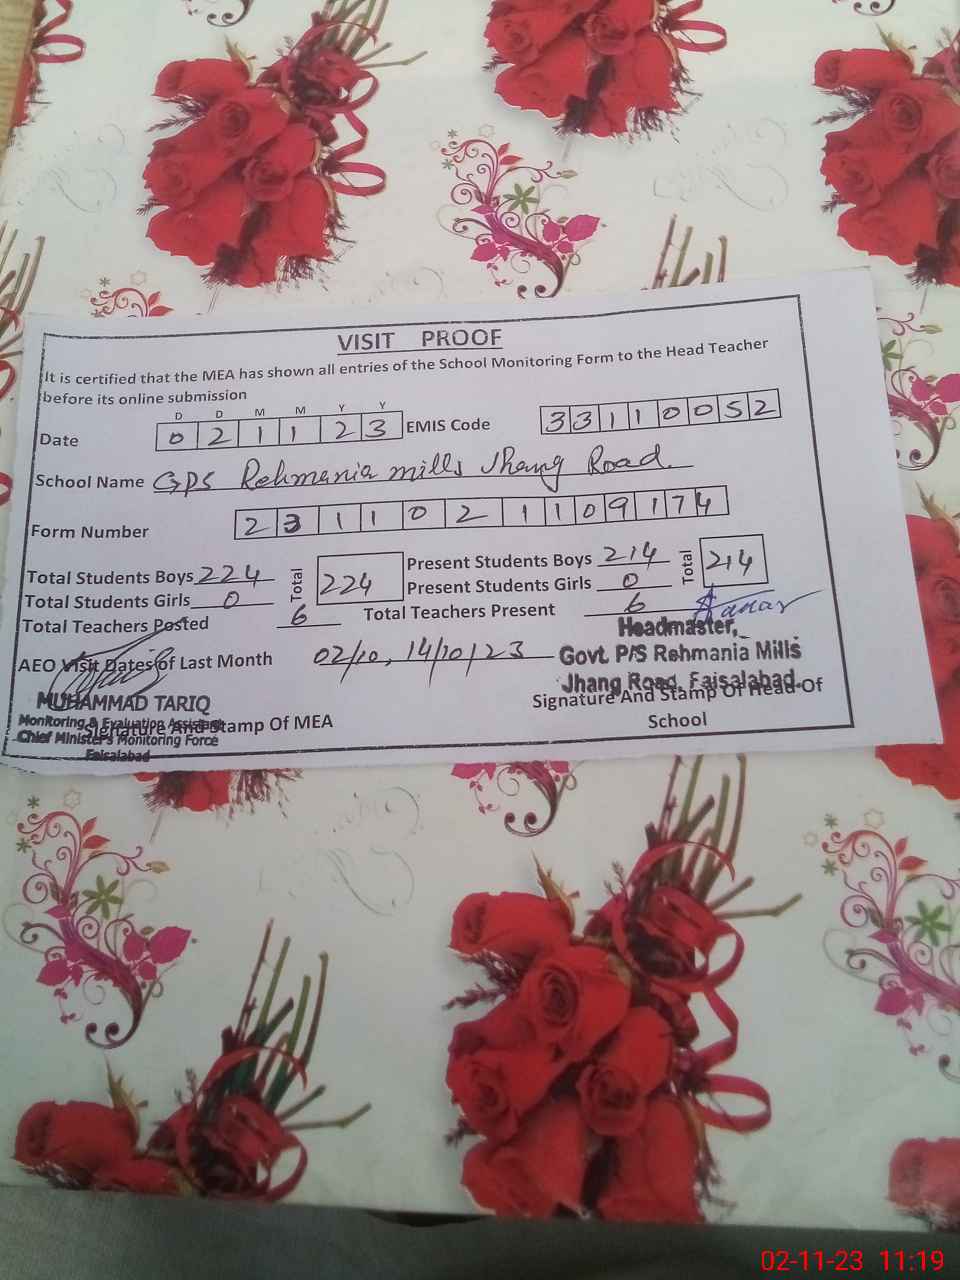 VISIT PROOF
It is certified that the MEA has shown all entries of the School Monitoring Form to the Head Teacher
before its online submission
D D M M Y Y
Date 0 2 1 1 2 3 EMIS Code 3 3 1 1 0 0 5 2
School Name GPS Rehmania mills Jhang Road.
Form Number 2 3 1 1 0 2 1 1 0 9 1 7 4
Total Students Boys 224 Total 224 Present Students Boys 214 Total 214
Total Students Girls 0 Present Students Girls 0
Total Teachers Posted 6 Total Teachers Present 6
Headmaster,
AEO Visit Dates of Last Month 02/10, 14/10/23 Govt. P/S Rehmania Mills
Jhang Road, Faisalabad.
MUHAMMAD TARIQ
Monitoring & Evaluation Assistant
Chief Minister's Monitoring Force
Faisalabad
Signature And Stamp Of MEA
Signature And Stamp Of Head Of
School
02-11-23 11:19